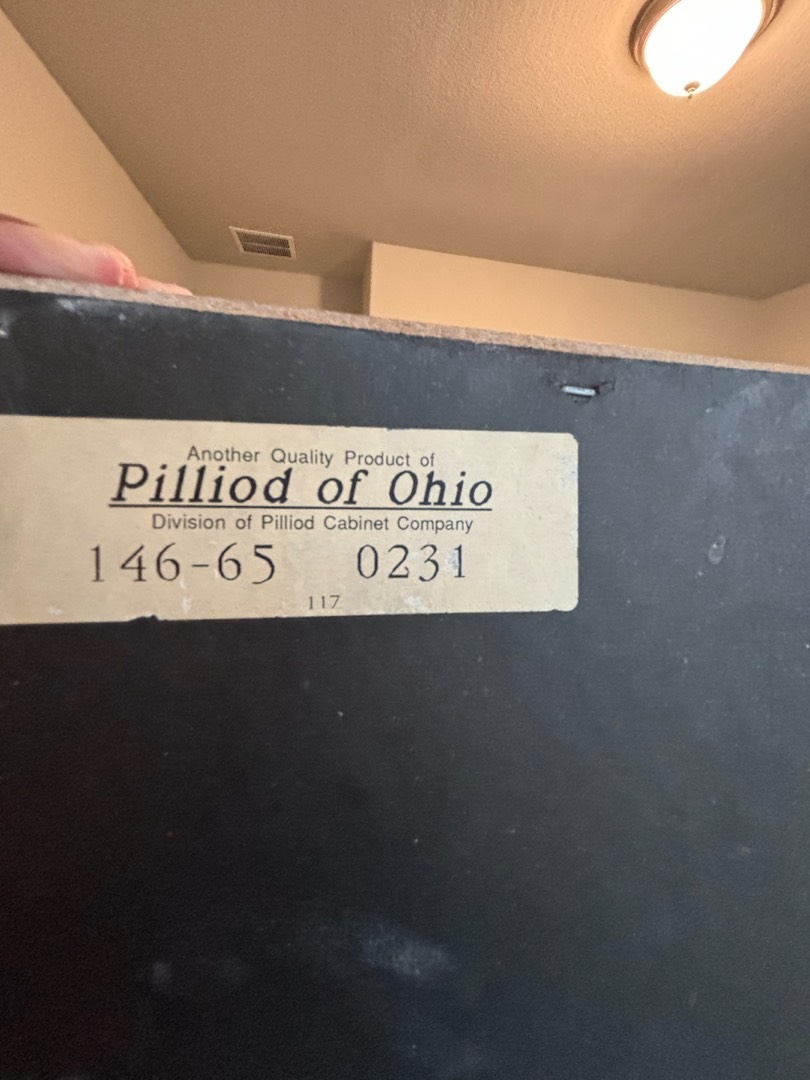 Another Quality Product of
Pilliod of Ohio
Division of Pilliod Cabinet Company
146-65 0231
117